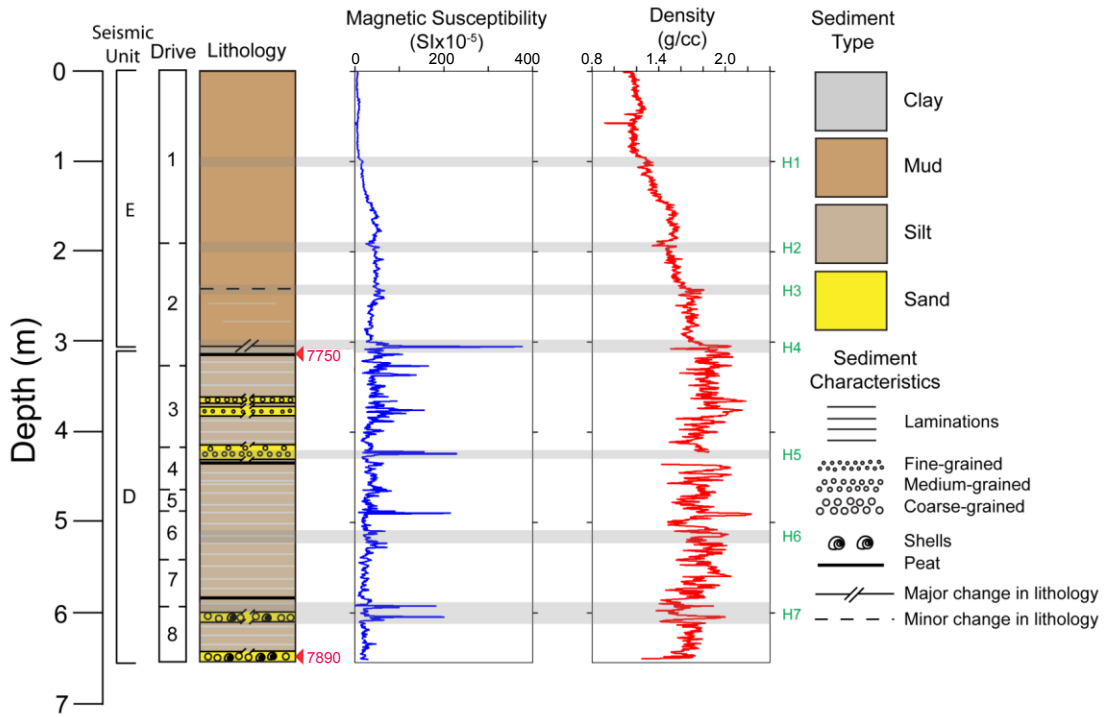 Seismic Unit
Drive
Lithology
Magnetic Susceptibility
(SIx10⁻⁵)
0 200 400
Density
(g/cc)
0.8 1.4 2.0
Sediment
Type
Depth (m)
0
1
2
3
4
5
6
7
E
D
1
2
3
4
5
6
7
8
7750
7890
H1
H2
H3
H4
H5
H6
H7
Clay
Mud
Silt
Sand
Sediment
Characteristics
Laminations
Fine-grained
Medium-grained
Coarse-grained
Shells
Peat
Major change in lithology
Minor change in lithology